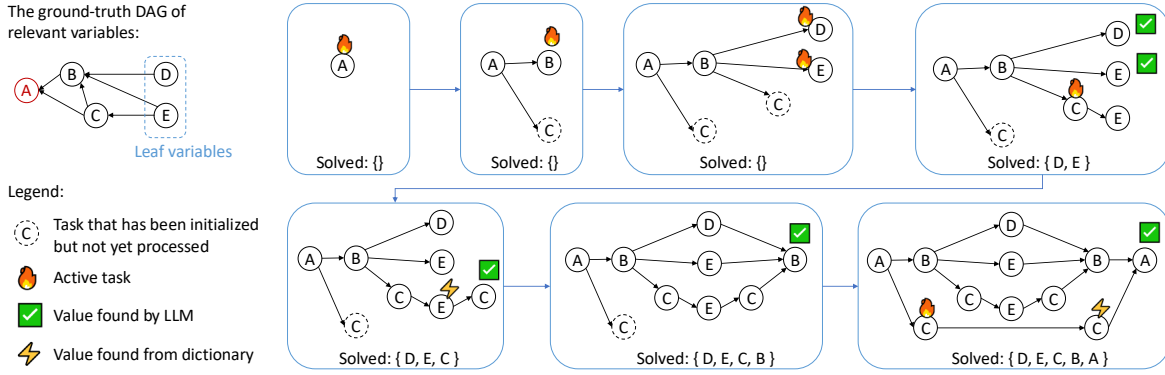 The ground-truth DAG of
relevant variables:
A
B
C
D
E
Leaf variables
Legend:
C
Task that has been initialized
but not yet processed
Active task
Value found by LLM
Value found from dictionary
A
Solved: {}
A
B
C
Solved: {}
A
B
D
E
C
C
Solved: {}
A
B
D
E
C
E
C
Solved: { D, E }
A
B
D
E
C
E
C
C
Solved: { D, E, C }
A
B
D
E
B
C
E
C
C
Solved: { D, E, C, B }
A
B
D
E
B
A
C
E
C
C
C
Solved: { D, E, C, B, A }